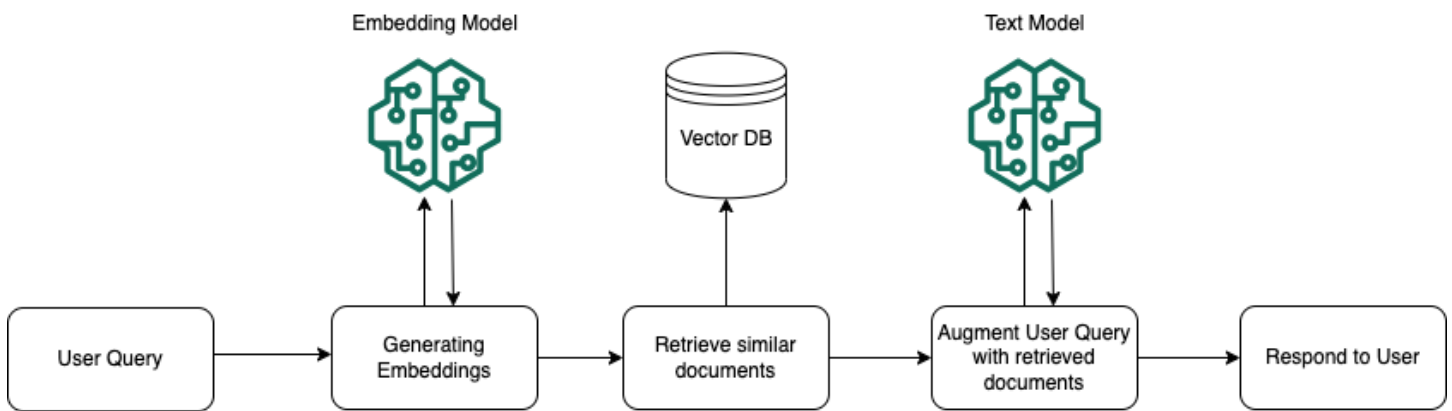 Embedding Model
Text Model
Vector DB
User Query
Generating
Embeddings
Retrieve similar
documents
Augment User Query
with retrieved
documents
Respond to User